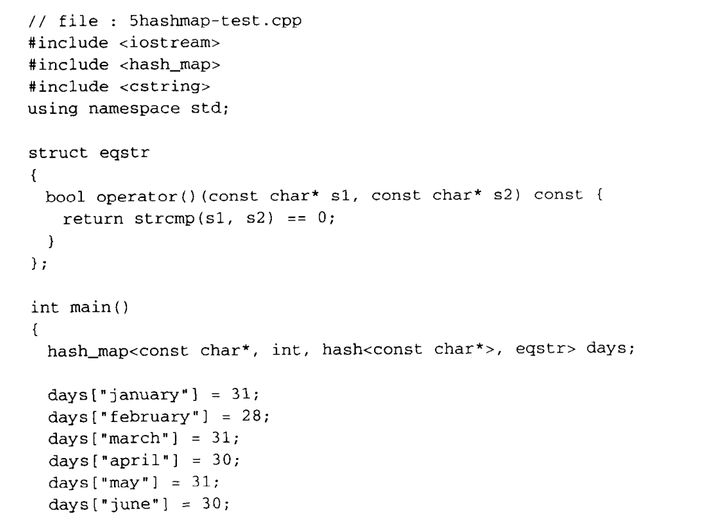 // file : 5hashmap-test.cpp
#include <iostream>
#include <hash_map>
#include <cstring>
using namespace std;

struct eqstr
{
  bool operator()(const char* s1, const char* s2) const {
    return strcmp(s1, s2) == 0;
  }
};

int main()
{
  hash_map<const char*, int, hash<const char*>, eqstr> days;

  days["january"] = 31;
  days["february"] = 28;
  days["march"] = 31;
  days["april"] = 30;
  days["may"] = 31;
  days["june"] = 30;